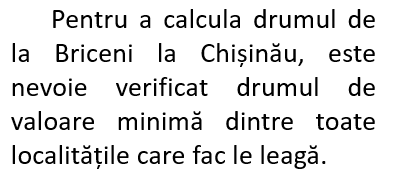 Pentru a calcula drumul de
la Briceni la Chișinău, este
nevoie verificat drumul de
valoare minimă dintre toate
localitățile care fac le leagă.